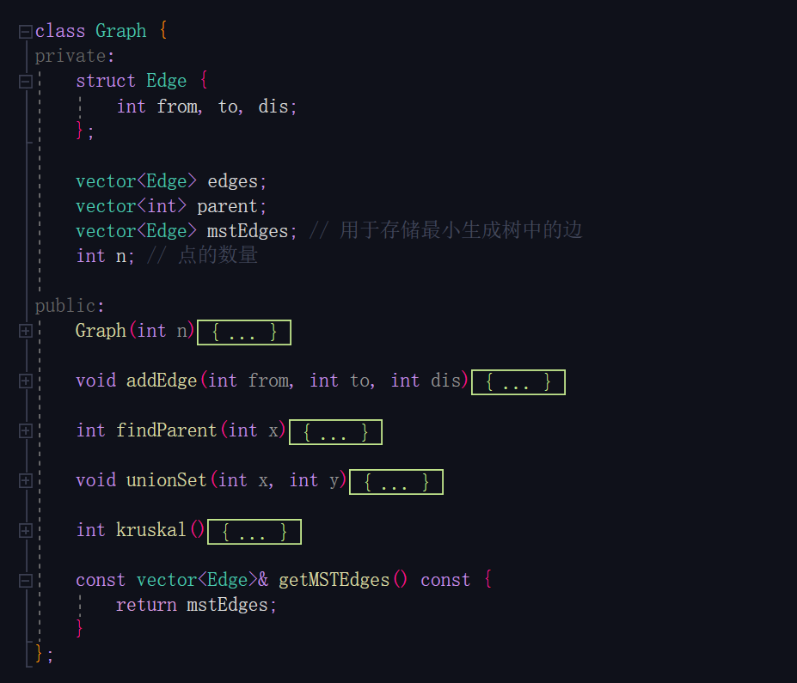 class Graph {
private:
    struct Edge {
        int from, to, dis;
    };
    vector<Edge> edges;
    vector<int> parent;
    vector<Edge> mstEdges; // 用于存储最小生成树中的边
    int n; // 点的数量
public:
    Graph(int n){ ... }
    void addEdge(int from, int to, int dis){ ... }
    int findParent(int x){ ... }
    void unionSet(int x, int y){ ... }
    int kruskal(){ ... }
    const vector<Edge>& getMSTEdges() const {
        return mstEdges;
    }
};